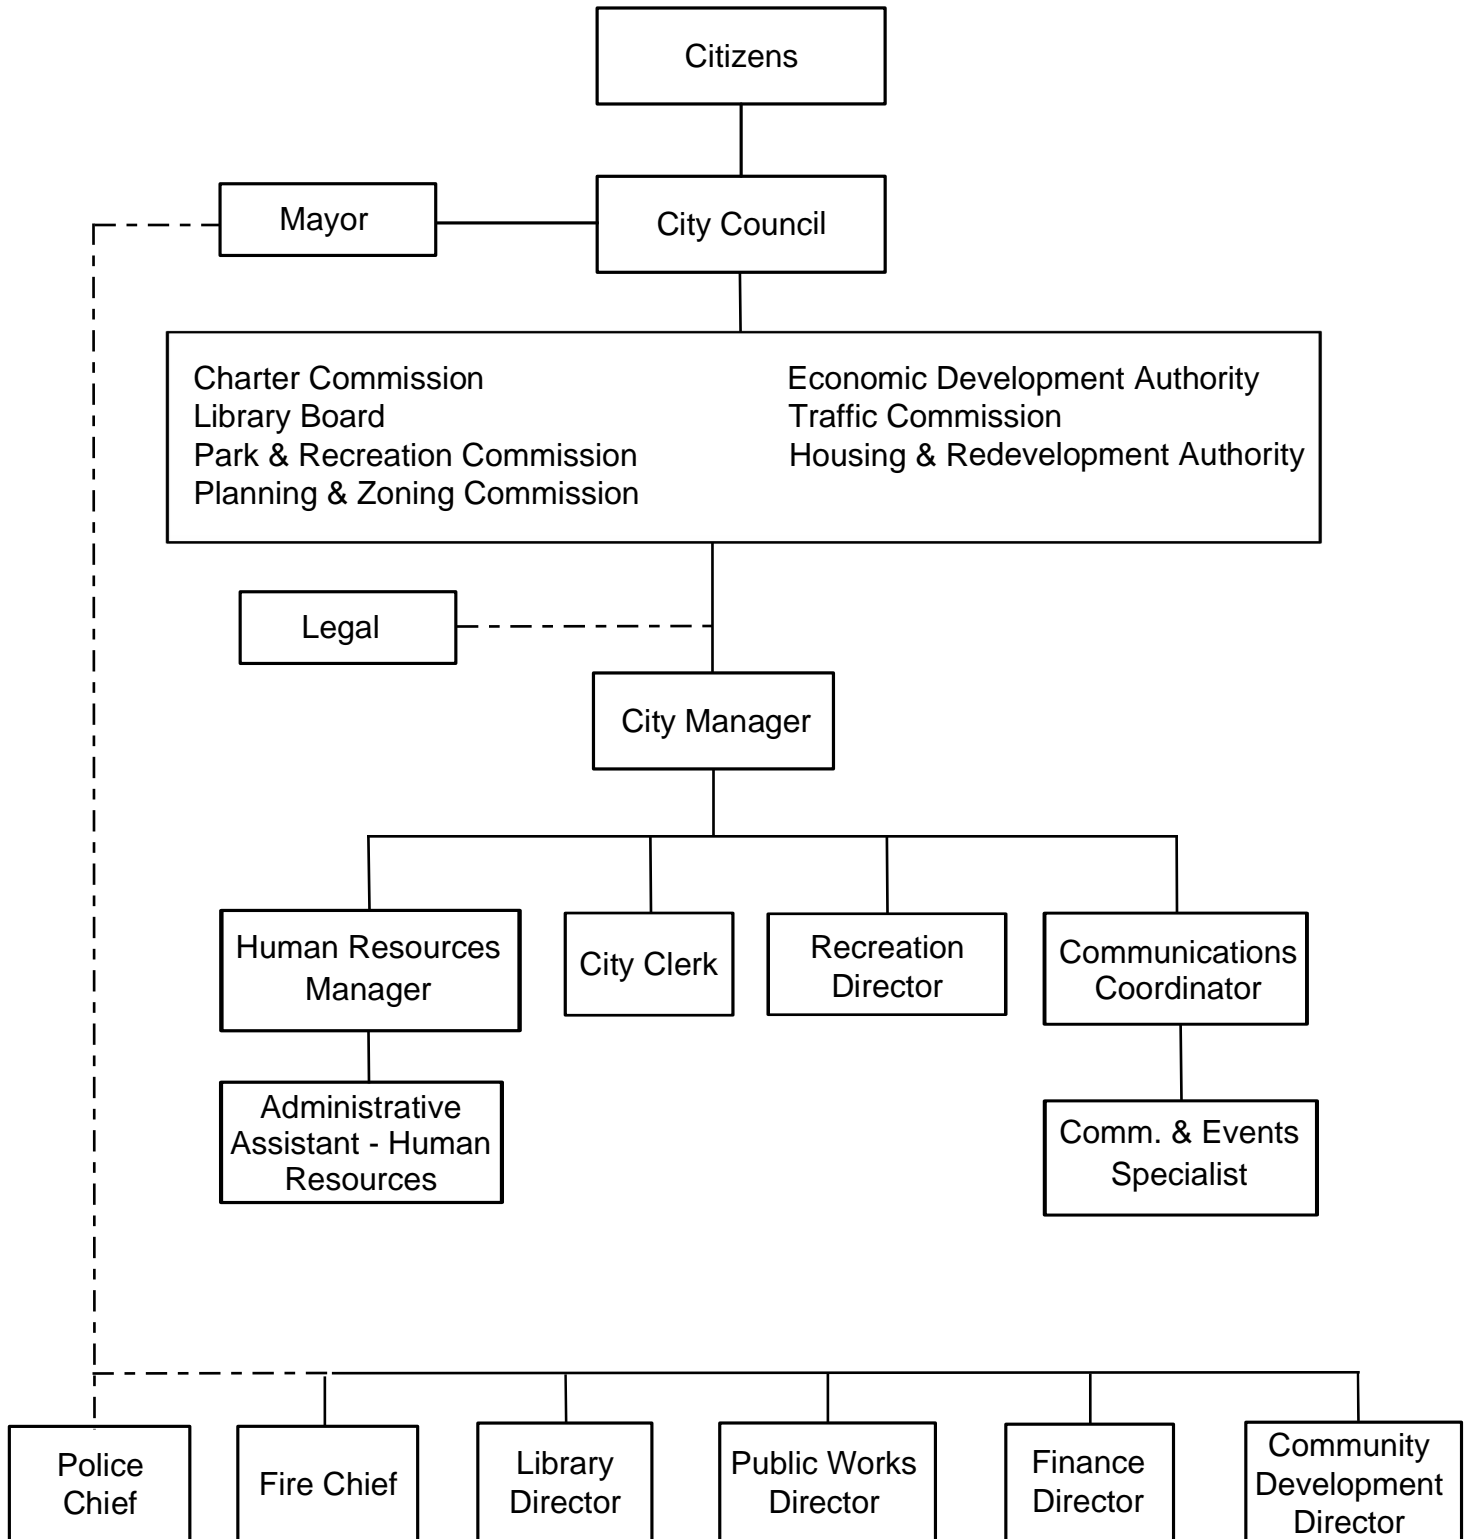 Citizens
Mayor
City Council
Charter Commission
Library Board
Park & Recreation Commission
Planning & Zoning Commission
Economic Development Authority
Traffic Commission
Housing & Redevelopment Authority
Legal
City Manager
Human Resources
Manager
City Clerk
Recreation
Director
Communications
Coordinator
Administrative
Assistant - Human
Resources
Comm. & Events
Specialist
Police
Chief
Fire Chief
Library
Director
Public Works
Director
Finance
Director
Community
Development
Director